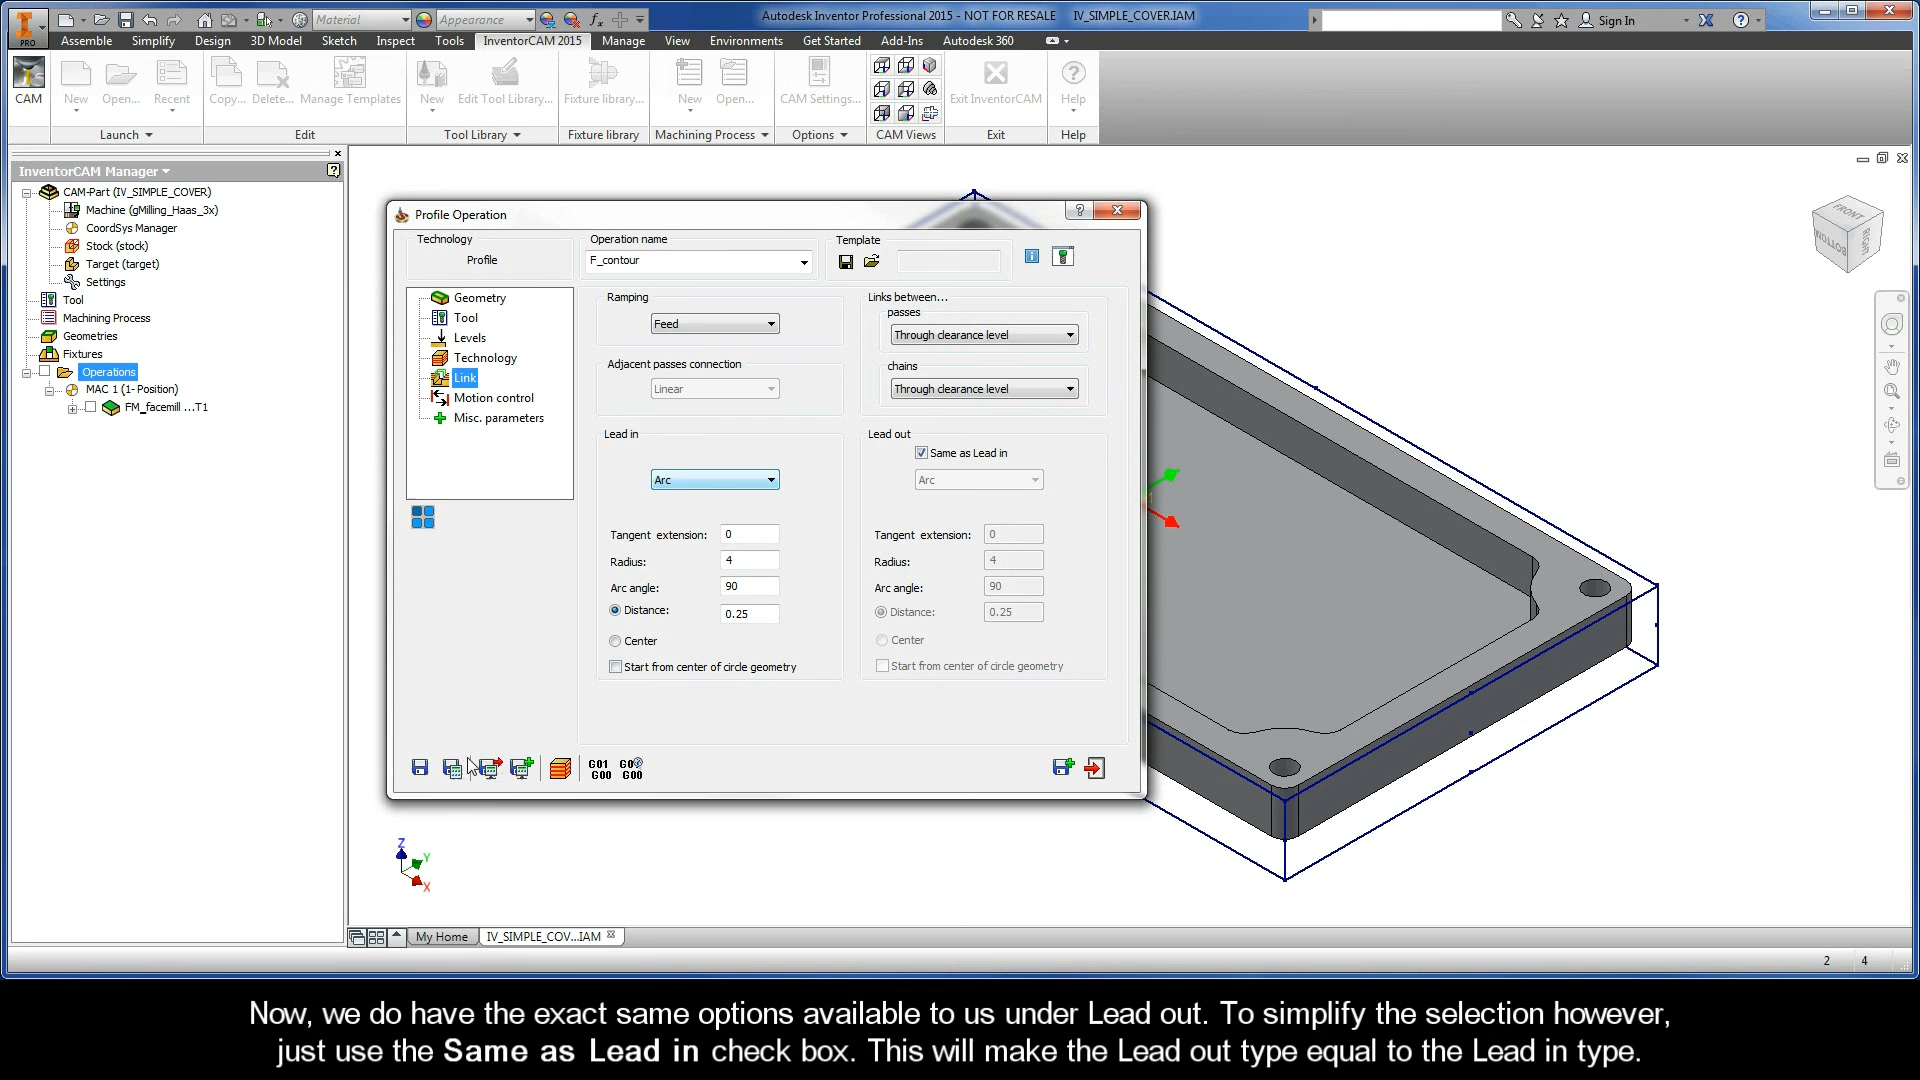 Material
Appearance
Autodesk Inventor Professional 2015 - NOT FOR RESALE IV_SIMPLE_COVER.IAM
Sign In
PRO
Assemble Simplify Design 3D Model Sketch Inspect Tools InventorCAM 2015 Manage View Environments Get Started Add-Ins Autodesk 360
CAM New Open... Recent Copy... Delete... Manage Templates New Edit Tool Library... Fixture library... New Open... CAM Settings... Exit InventorCAM Help
Launch Edit Tool Library Fixture library Machining Process Options CAM Views Exit Help
InventorCAM Manager
CAM-Part (IV_SIMPLE_COVER)
Machine (gMilling_Haas_3x)
CoordSys Manager
Stock (stock)
Target (target)
Settings
Tool
Machining Process
Geometries
Fixtures
Operations
MAC 1 (1- Position)
FM_facemill ...T1
Profile Operation
Technology
Profile
Operation name
F_contour
Template
Geometry
Tool
Levels
Technology
Link
Motion control
Misc. parameters
Ramping
Feed
Adjacent passes connection
Linear
Links between...
passes
Through clearance level
chains
Through clearance level
Lead in
Arc
Tangent extension: 0
Radius: 4
Arc angle: 90
Distance: 0.25
Center
Start from center of circle geometry
Lead out
Same as Lead in
Arc
Tangent extension: 0
Radius: 4
Arc angle: 90
Distance: 0.25
Center
Start from center of circle geometry
G01 G0
G00 G00
FRONT
RIGHT
BOTTOM
1
Z
Y
X
My Home IV_SIMPLE_COV...IAM
2 4
Now, we do have the exact same options available to us under Lead out. To simplify the selection however,
just use the Same as Lead in check box. This will make the Lead out type equal to the Lead in type.